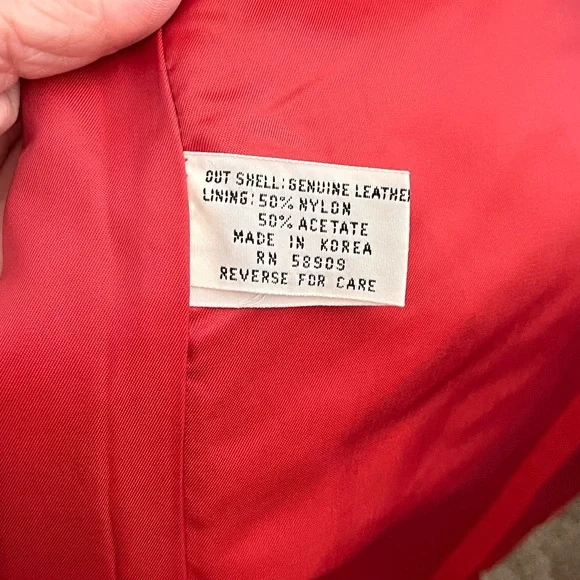 OUT SHELL:GENUINE LEATHER
LINING:50% NYLON
50% ACETATE
MADE IN KOREA
RN 58909
REVERSE FOR CARE